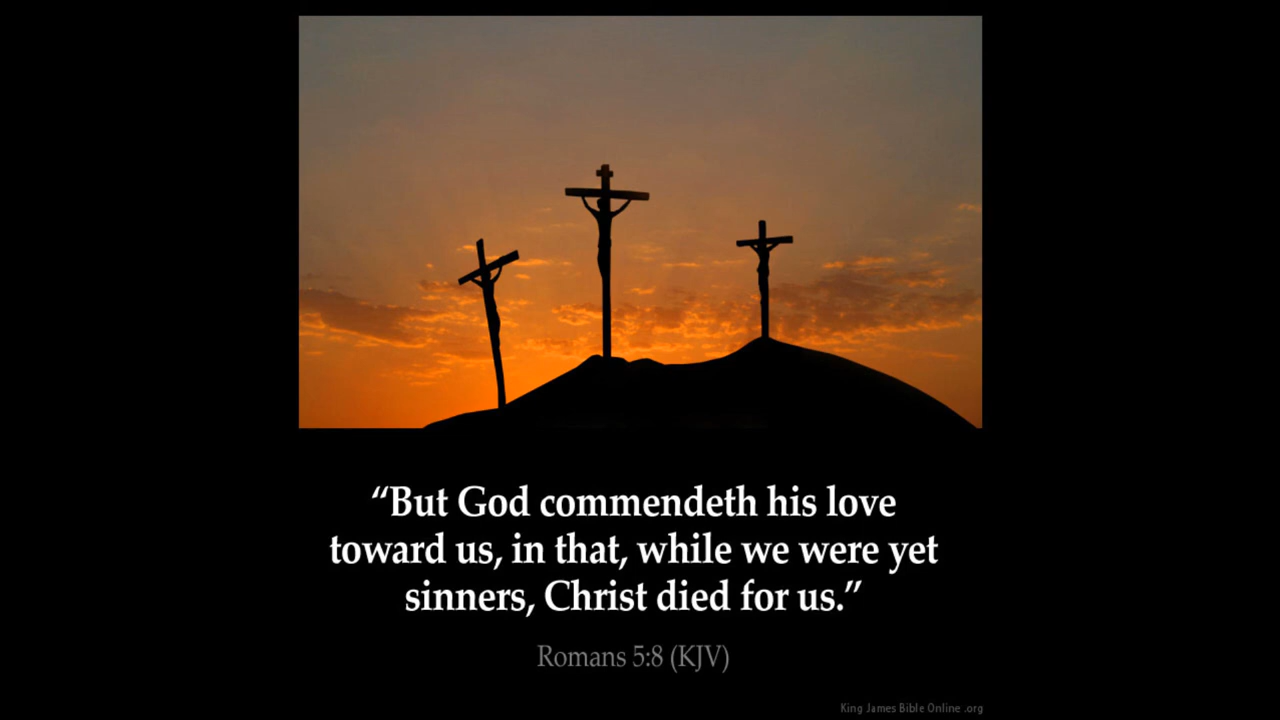 “But God commendeth his love
toward us, in that, while we were yet
sinners, Christ died for us.”
Romans 5:8 (KJV)
King James Bible Online .org